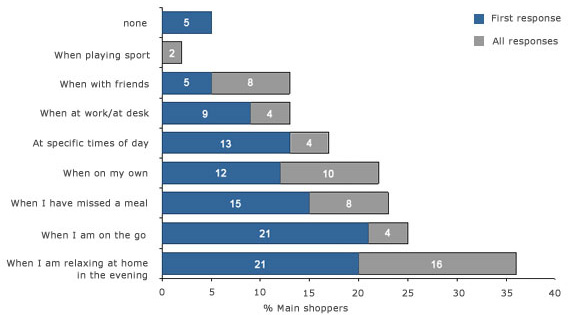 none 5
First response
All responses
When playing sport 2
When with friends 5 8
When at work/at desk 9 4
At specific times of day 13 4
When on my own 12 10
When I have missed a meal 15 8
When I am on the go 21 4
When I am relaxing at home
in the evening 21 16
0 5 10 15 20 25 30 35 40
% Main shoppers